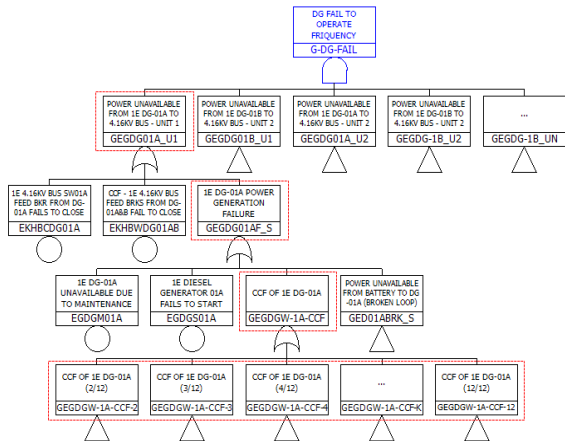 DG FAIL TO
OPERATE
FRIQUENCY
G-DG-FAIL
POWER UNAVAILABLE
FROM 1E DG-01A TO
4.16KV BUS - UNIT 1
GEGDG01A_U1
POWER UNAVAILABLE
FROM 1E DG-01B TO
4.16KV BUS - UNIT 2
GEGDG01B_U1
POWER UNAVAILABLE
FROM 1E DG-01A TO
4.16KV BUS - UNIT 2
GEGDG01A_U2
POWER UNAVAILABLE
FROM 1E DG-01B TO
4.16KV BUS - UNIT 2
GEGDG-1B_U2
...
GEGDG-1B_UN
1E 4.16KV BUS SW01A
FEED BKR FROM DG-
01A FAILS TO CLOSE
EKHBCDG01A
CCF - 1E 4.16KV BUS
FEED BRKS FROM DG-
01A&B FAIL TO CLOSE
EKHBWDG01AB
1E DG-01A POWER
GENERATION
FAILURE
GEGDG01AF_S
1E DG-01A
UNAVAILABLE DUE
TO MAINTENANCE
EGDGM01A
1E DIESEL
GENERATOR 01A
FAILS TO START
EGDGS01A
CCF OF 1E DG-01A
GEGDGW-1A-CCF
POWER UNAVAILABLE
FROM BATTERY TO DG
-01A (BROKEN LOOP)
GED01ABRK_S
CCF OF 1E DG-01A
(2/12)
GEGDGW-1A-CCF-2
CCF OF 1E DG-01A
(3/12)
GEGDGW-1A-CCF-3
CCF OF 1E DG-01A
(4/12)
GEGDGW-1A-CCF-4
...
GEGDGW-1A-CCF-K
CCF OF 1E DG-01A
(12/12)
GEGDGW-1A-CCF-12